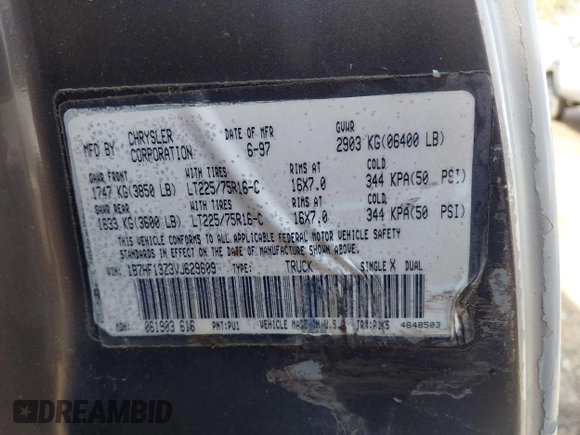 MFD BY CHRYSLER CORPORATION DATE OF MFR 6-97 GVWR 2903 KG(06400 LB)
GAWR FRONT WITH TIRES RIMS AT COLD
1747 KG(3850 LB) LT225/75R16-C 16X7.0 344 KPA(50 PSI)
GAWR REAR WITH TIRES RIMS AT COLD
1633 KG(3600 LB) LT225/75R16-C 16X7.0 344 KPA(50 PSI)
THIS VEHICLE CONFORMS TO ALL APPLICABLE FEDERAL MOTOR VEHICLE SAFETY
STANDARDS IN EFFECT ON THE DATE OF MANUFACTURE SHOWN ABOVE.
VIN: 1B7HF13Z3VJ629609 TYPE: TRUCK SINGLE X DUAL
MDH: 061903 616 PNT:PW1 VEHICLE MADE IN U.S. TRM:P1K5 4648503
DREAMBID